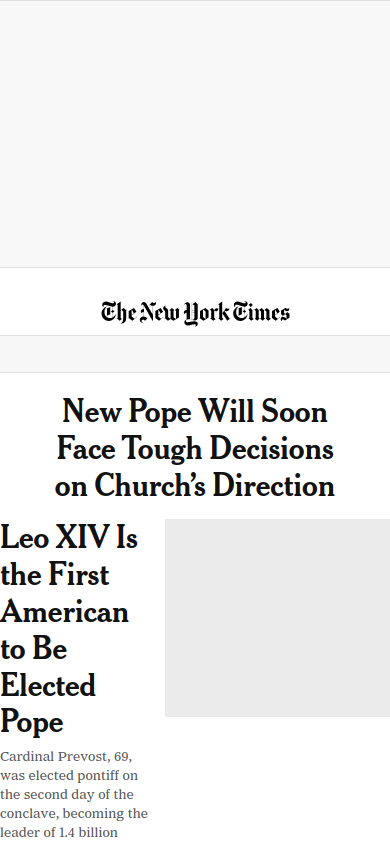 The New York Times
New Pope Will Soon
Face Tough Decisions
on Church’s Direction
Leo XIV Is
the First
American
to Be
Elected
Pope
Cardinal Prevost, 69,
was elected pontiff on
the second day of the
conclave, becoming the
leader of 1.4 billion